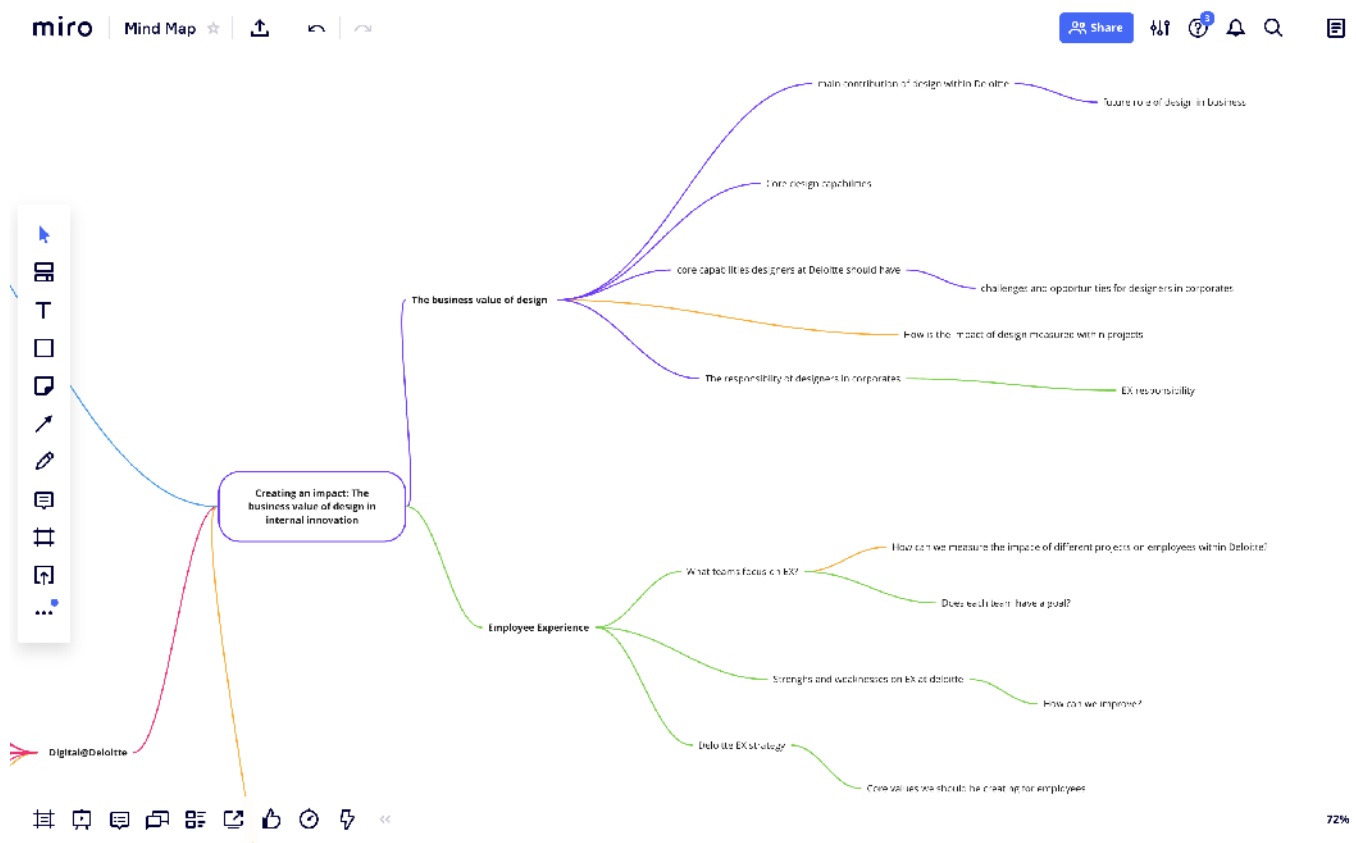 miro
Mind Map
Share
3
main contribution of design within Deloitte
future role of design in business
Core design capabilities
core capabilities designers at Deloitte should have
challenges and opportunities for designers in corporates
The business value of design
How is the impact of design measured within projects
The responsibility of designers in corporates
EX responsibility
Creating an impact: The
business value of design in
internal innovation
How can we measure the impact of different projects on employees within Deloitte?
What teams focus on EX?
Does each team have a goal?
Employee Experience
Strenghs and weaknesses on EX at deloitte
How can we improve?
Deloitte EX strategy
Digital@Deloitte
Core values we should be creating for employees
72%